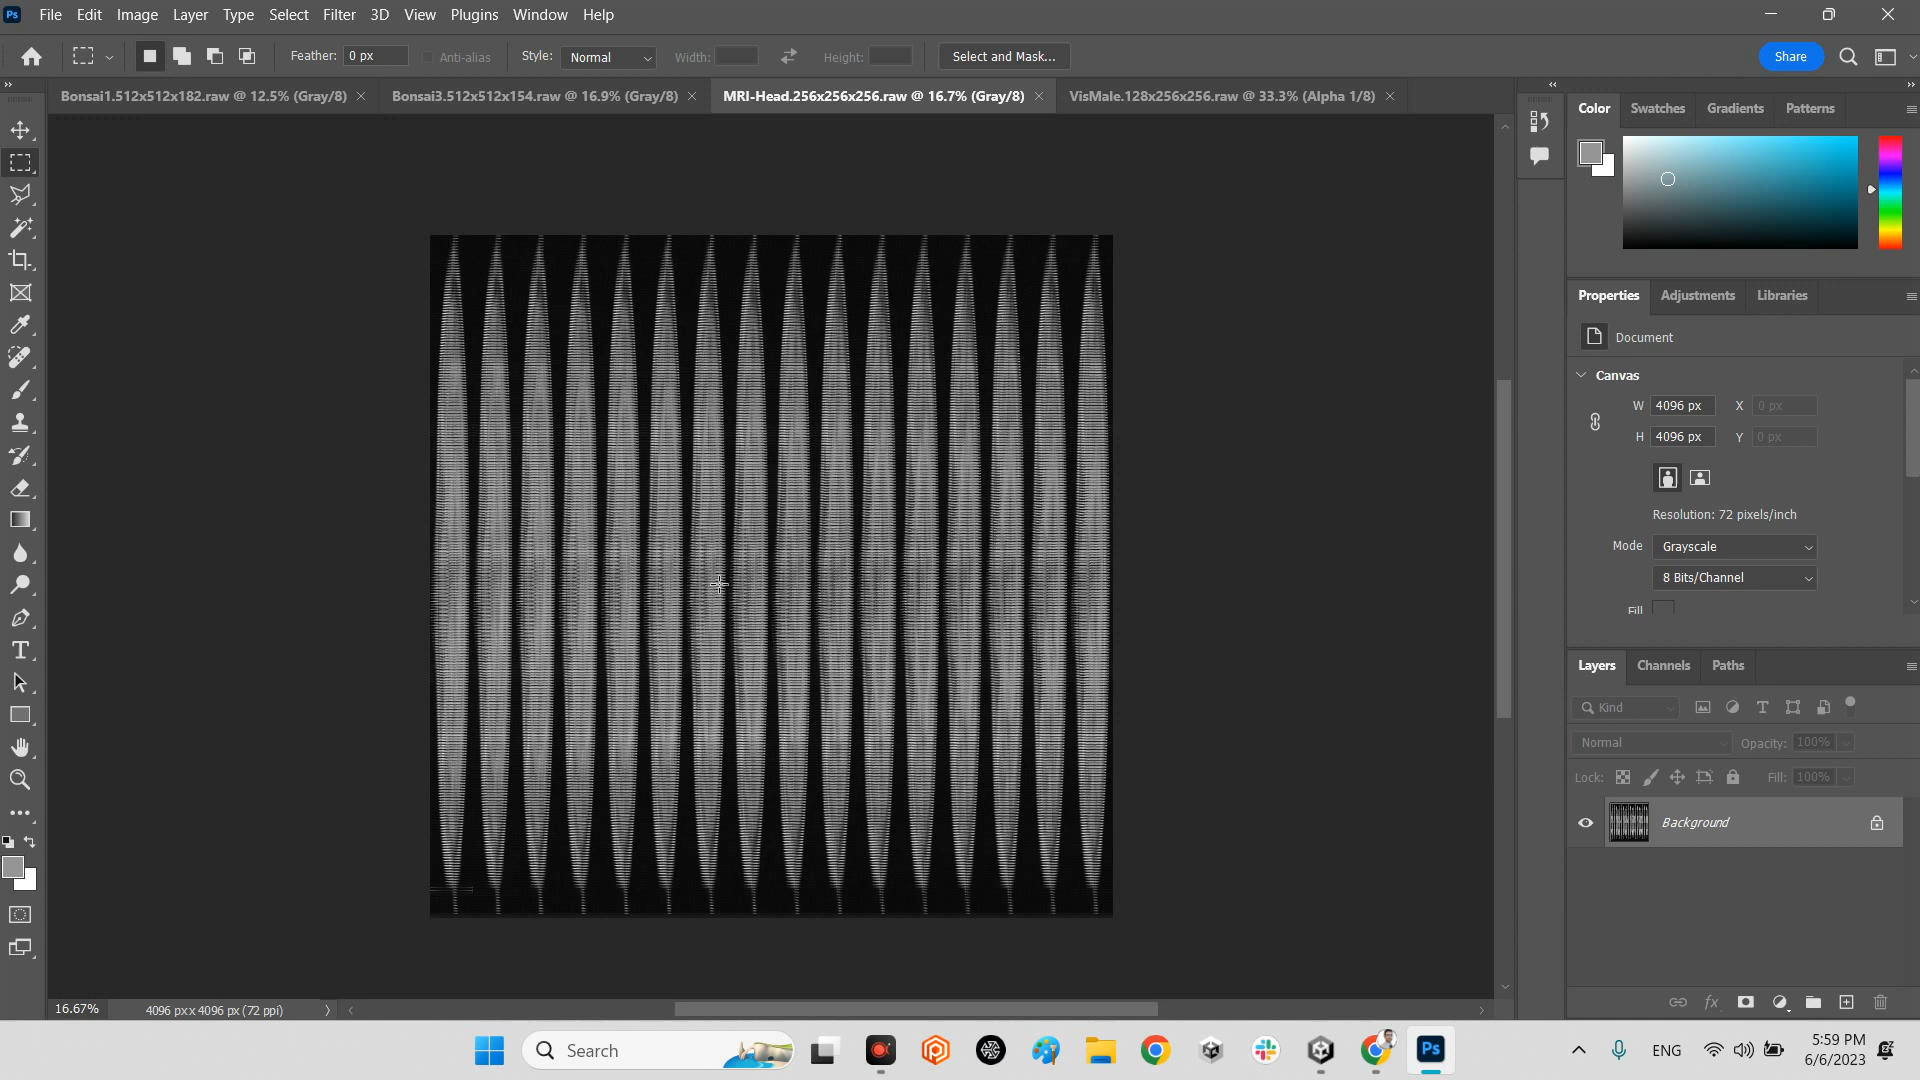 Ps File Edit Image Layer Type Select Filter 3D View Plugins Window Help
Feather: 0 px Anti-alias Style: Normal Width: Height: Select and Mask... Share
Bonsai1.512x512x182.raw @ 12.5% (Gray/8) Bonsai3.512x512x154.raw @ 16.9% (Gray/8) MRI-Head.256x256x256.raw @ 16.7% (Gray/8) VisMale.128x256x256.raw @ 33.3% (Alpha 1/8)
Color Swatches Gradients Patterns
Properties Adjustments Libraries
Document
Canvas
W 4096 px X 0 px
H 4096 px Y 0 px
Resolution: 72 pixels/inch
Mode Grayscale
8 Bits/Channel
Fill
Layers Channels Paths
Kind
Normal Opacity: 100%
Lock: Fill: 100%
Background
fx
16.67% 4096 px x 4096 px (72 ppi)
Search Ps ENG 5:59 PM
6/6/2023